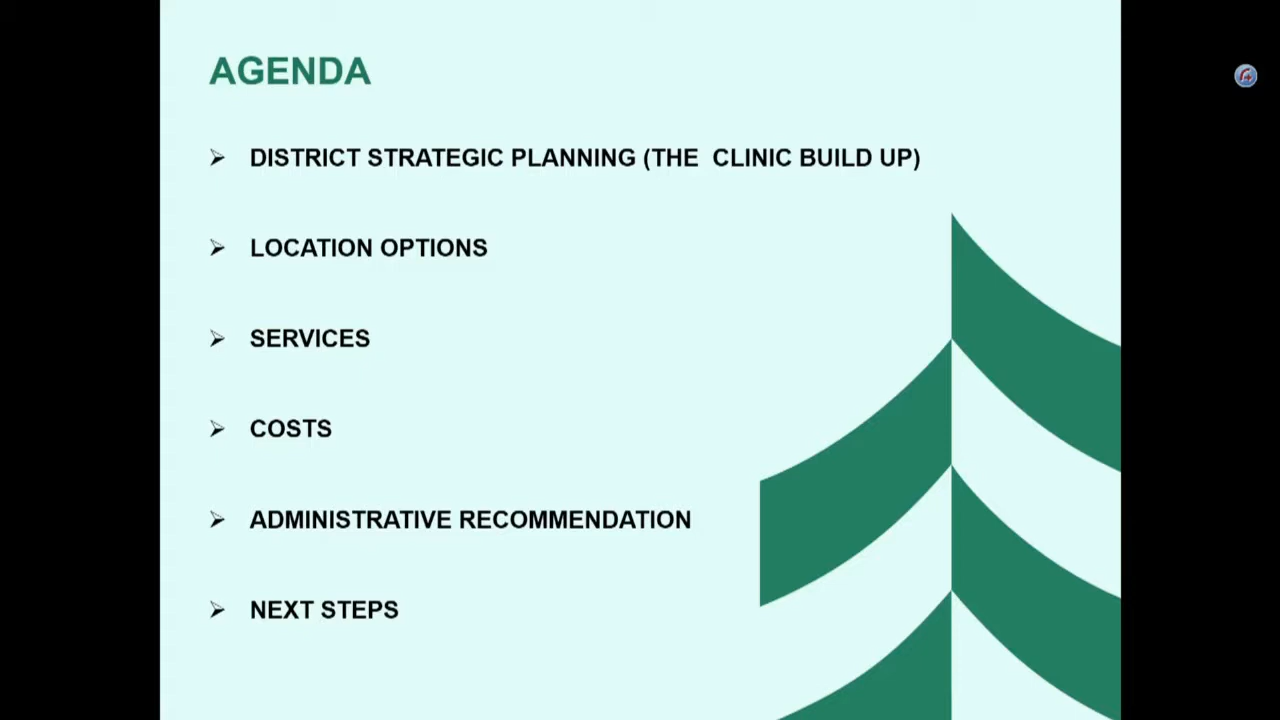 AGENDA
DISTRICT STRATEGIC PLANNING (THE  CLINIC BUILD UP)
LOCATION OPTIONS
SERVICES
COSTS
ADMINISTRATIVE RECOMMENDATION
NEXT STEPS